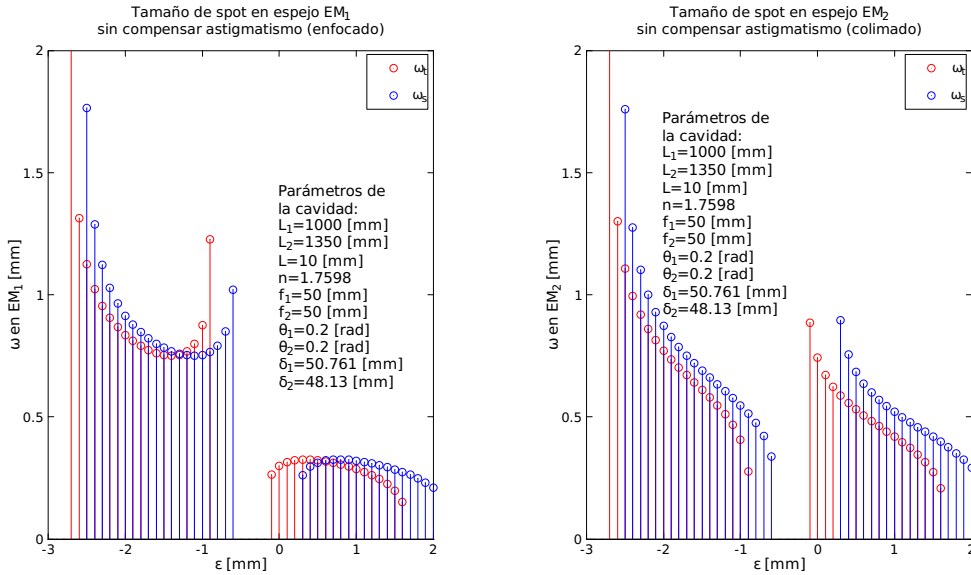 Tamaño de spot en espejo EM₁
sin compensar astigmatismo (enfocado)
2
1.5
1
0.5
0
-3
-2
-1
0
1
2
ω en EM₁ [mm]
ε [mm]
ωₜ
ωₛ
Parámetros de
la cavidad:
L₁=1000 [mm]
L₂=1350 [mm]
L=10 [mm]
n=1.7598
f₁=50 [mm]
f₂=50 [mm]
θ₁=0.2 [rad]
θ₂=0.2 [rad]
δ₁=50.761 [mm]
δ₂=48.13 [mm]
Tamaño de spot en espejo EM₂
sin compensar astigmatismo (colimado)
2
1.5
1
0.5
0
-3
-2
-1
0
1
2
ω en EM₂ [mm]
ε [mm]
ωₜ
ωₛ
Parámetros de
la cavidad:
L₁=1000 [mm]
L₂=1350 [mm]
L=10 [mm]
n=1.7598
f₁=50 [mm]
f₂=50 [mm]
θ₁=0.2 [rad]
θ₂=0.2 [rad]
δ₁=50.761 [mm]
δ₂=48.13 [mm]